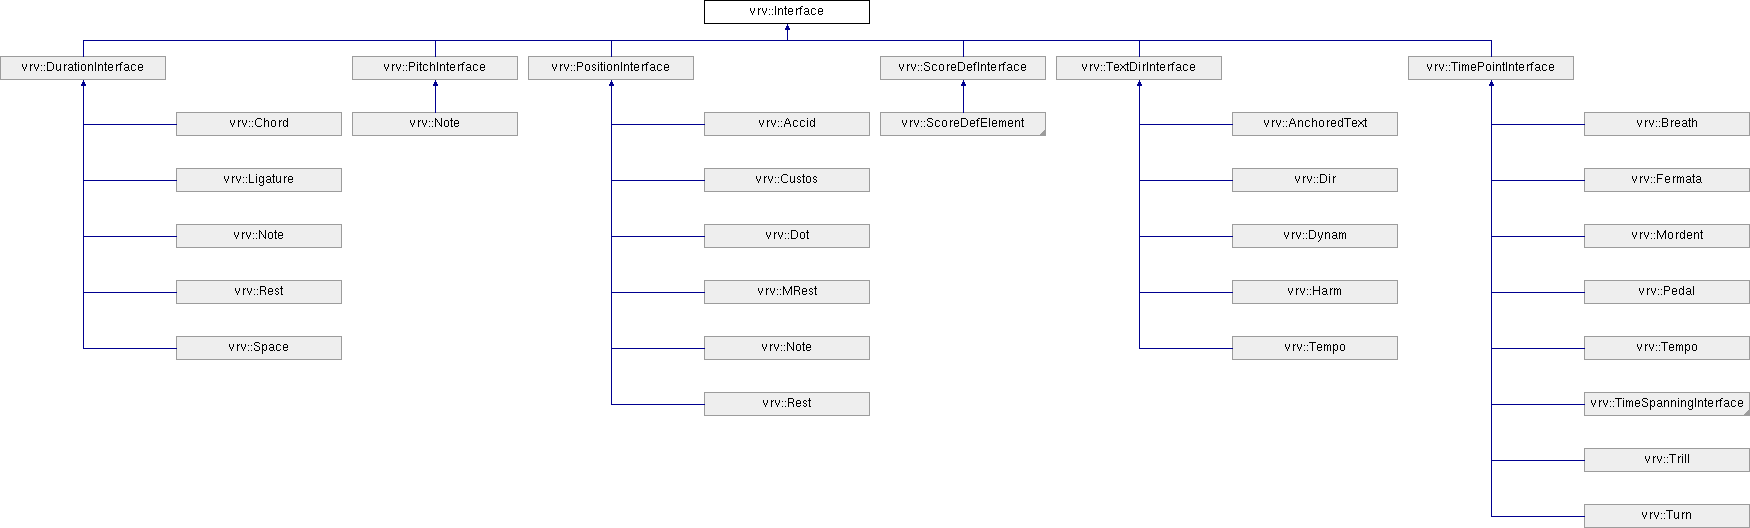 vrv::Interface
vrv::DurationInterface
vrv::PitchInterface
vrv::PositionInterface
vrv::ScoreDefInterface
vrv::TextDirInterface
vrv::TimePointInterface
vrv::Chord
vrv::Note
vrv::Accid
vrv::ScoreDefElement
vrv::AnchoredText
vrv::Breath
vrv::Ligature
vrv::Custos
vrv::Dir
vrv::Fermata
vrv::Note
vrv::Dot
vrv::Dynam
vrv::Mordent
vrv::Rest
vrv::MRest
vrv::Harm
vrv::Pedal
vrv::Space
vrv::Note
vrv::Tempo
vrv::Tempo
vrv::Rest
vrv::TimeSpanningInterface
vrv::Trill
vrv::Turn